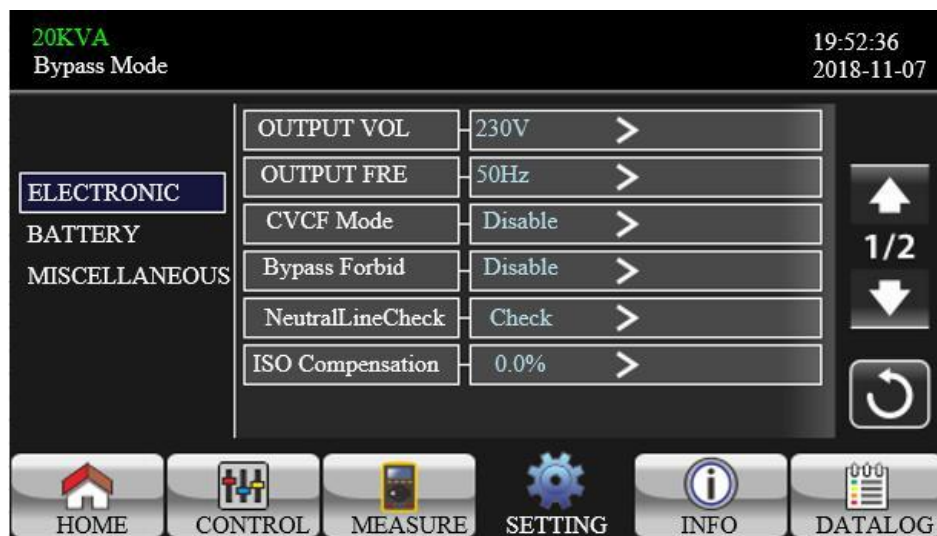 20KVA
Bypass Mode
19:52:36
2018-11-07
ELECTRONIC
BATTERY
MISCELLANEOUS
OUTPUT VOL 230V
OUTPUT FRE 50Hz
CVCF Mode Disable
Bypass Forbid Disable
NeutralLineCheck Check
ISO Compensation 0.0%
1/2
HOME CONTROL MEASURE SETTING INFO DATALOG